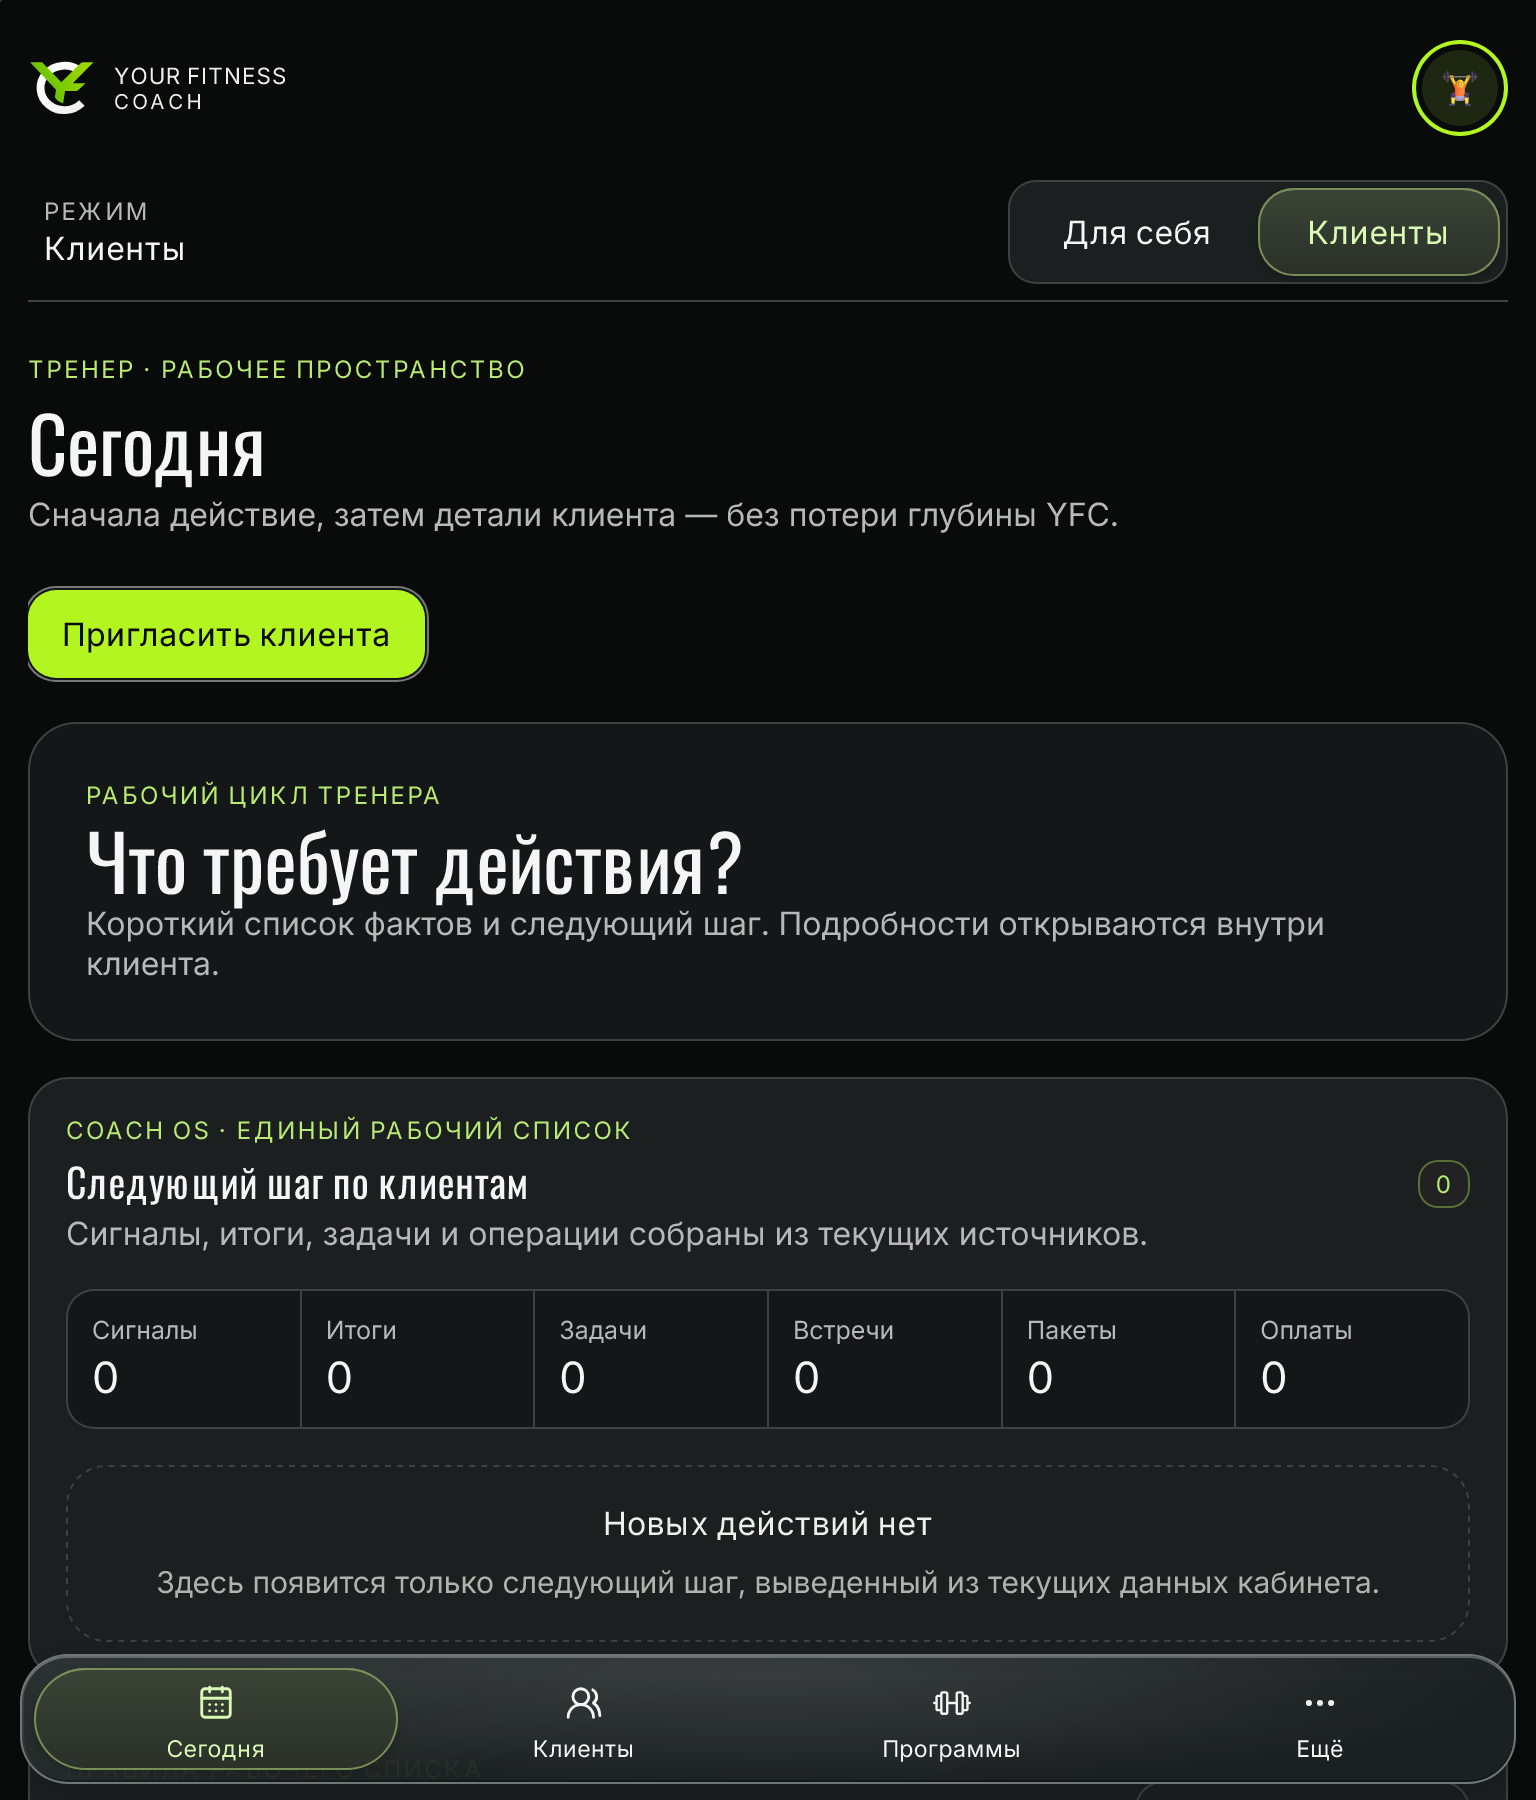 YOUR FITNESS
COACH
РЕЖИМ
Клиенты
Для себя
Клиенты
ТРЕНЕР · РАБОЧЕЕ ПРОСТРАНСТВО
Сегодня
Сначала действие, затем детали клиента — без потери глубины YFC.
Пригласить клиента
РАБОЧИЙ ЦИКЛ ТРЕНЕРА
Что требует действия?
Короткий список фактов и следующий шаг. Подробности открываются внутри
клиента.
COACH OS · ЕДИНЫЙ РАБОЧИЙ СПИСОК
Следующий шаг по клиентам
0
Сигналы, итоги, задачи и операции собраны из текущих источников.
Сигналы
0
Итоги
0
Задачи
0
Встречи
0
Пакеты
0
Оплаты
0
Новых действий нет
Здесь появится только следующий шаг, выведенный из текущих данных кабинета.
Сегодня
Клиенты
Программы
Ещё
ПРАВИЛА РАБОЧЕГО СПИСКА